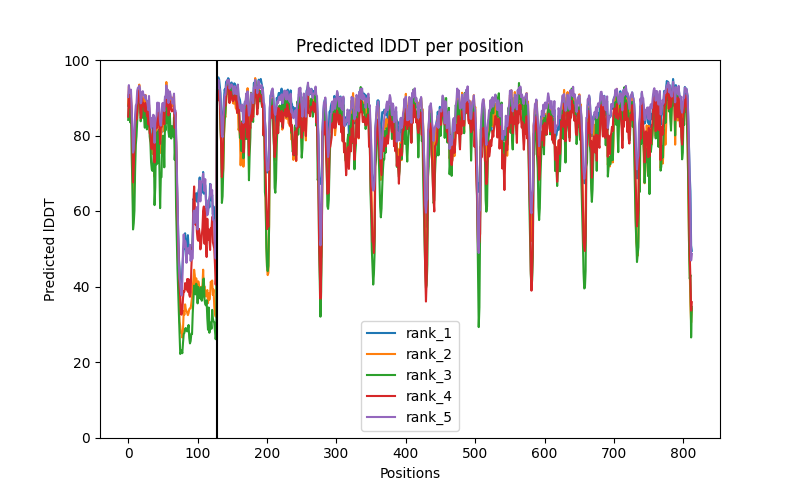 Predicted lDDT per position
100
80
60
40
20
0
Predicted lDDT
0 100 200 300 400 500 600 700 800
Positions
rank_1
rank_2
rank_3
rank_4
rank_5